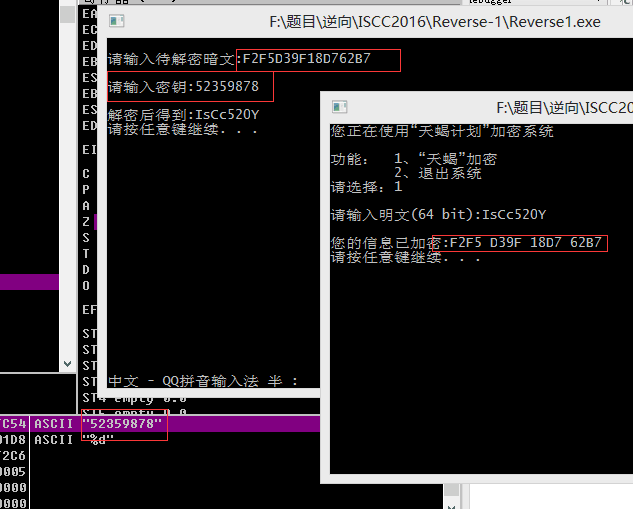 F:\题目\逆向\ISCC2016\Reverse-1\Reverse1.exe
请输入待解密暗文:F2F5D39F18D762B7
请输入密钥:52359878
解密后得到:IsCc520Y
请按任意键继续. . .
中文 - QQ拼音输入法 半 :
F:\题目\逆向\ISCC20
您正在使用“天蝎计划”加密系统
功能: 1、“天蝎”加密
2、退出系统
请选择: 1
请输入明文(64 bit):IsCc520Y
您的信息已加密:F2F5 D39F 18D7 62B7
请按任意键继续. . .
EA
EC
ED
EB
ES
EB
ES
ED
EI
C
P
A
Z
S
T
D
O
EF
ST
ST
ST
ST
ST4 empty 0.0
ST5 empty 0.0
7C54 ASCII "52359878"
01D8 ASCII "%d"
72C6
0005
0000
0000